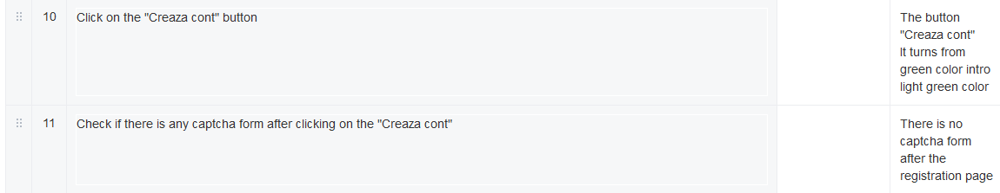 10
Click on the "Creaza cont" button
The button
"Creaza cont"
It turns from
green color intro
light green color
11
Check if there is any captcha form after clicking on the "Creaza cont"
There is no
captcha form
after the
registration page